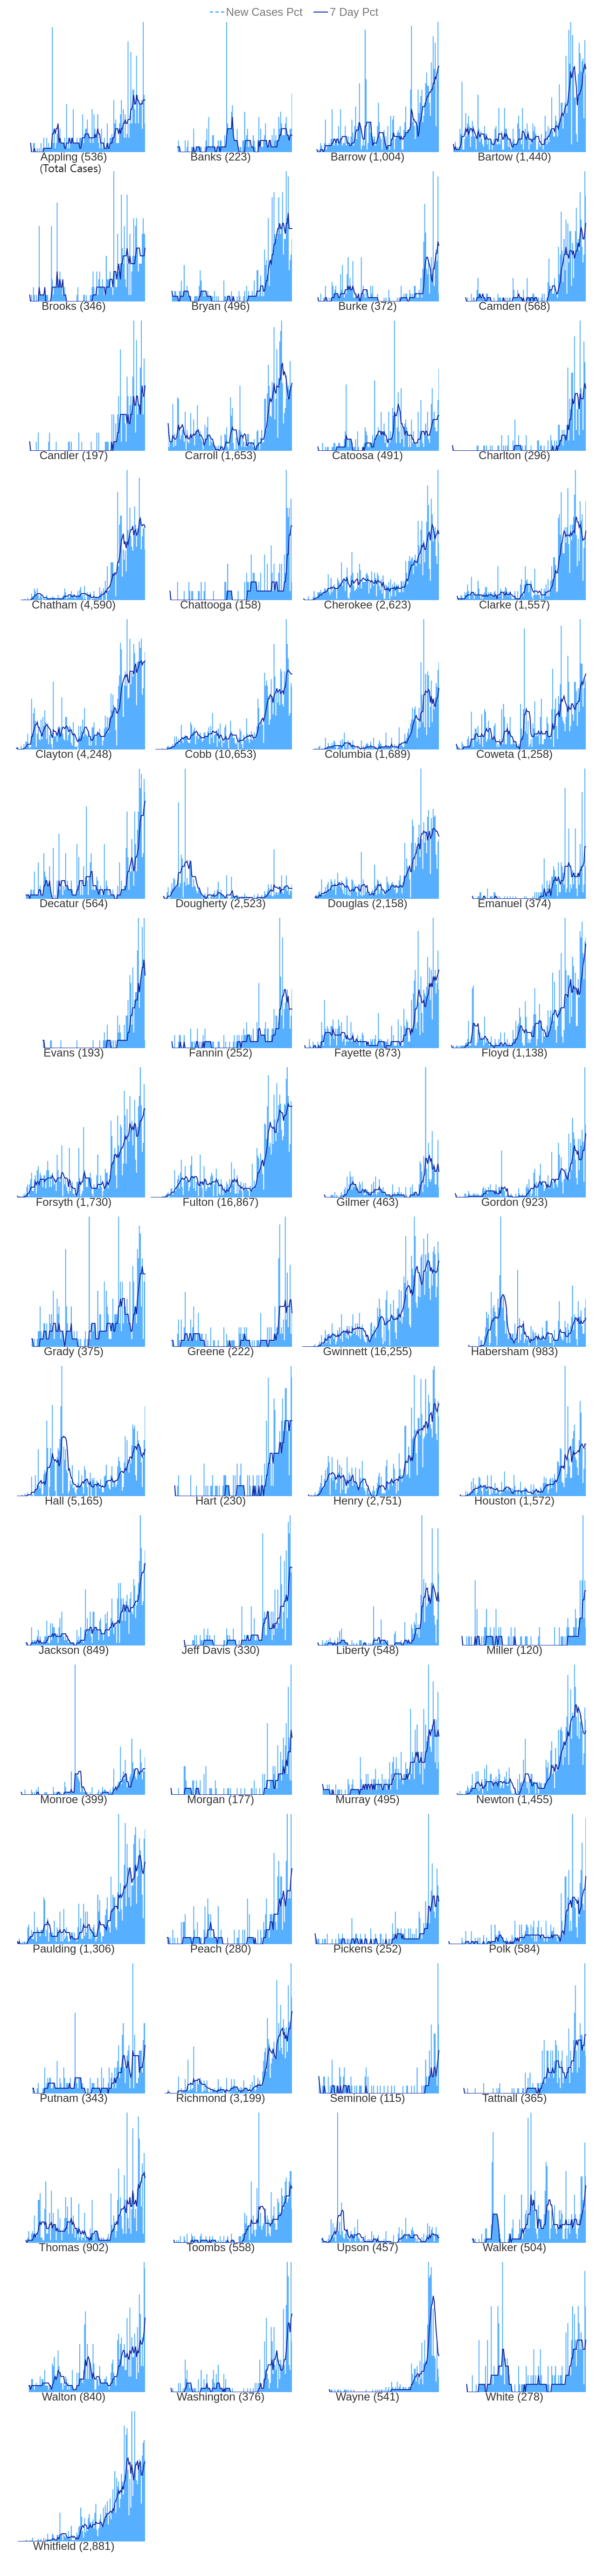 New Cases Pct 7 Day Pct
Appling (536) Banks (223) Barrow (1,004) Bartow (1,440)
(Total Cases)
Brooks (346) Bryan (496) Burke (372) Camden (568)
Candler (197) Carroll (1,653) Catoosa (491) Charlton (296)
Chatham (4,590) Chattooga (158) Cherokee (2,623) Clarke (1,557)
Clayton (4,248) Cobb (10,653) Columbia (1,689) Coweta (1,258)
Decatur (564) Dougherty (2,523) Douglas (2,158) Emanuel (374)
Evans (193) Fannin (252) Fayette (873) Floyd (1,138)
Forsyth (1,730) Fulton (16,867) Gilmer (463) Gordon (923)
Grady (375) Greene (222) Gwinnett (16,255) Habersham (983)
Hall (5,165) Hart (230) Henry (2,751) Houston (1,572)
Jackson (849) Jeff Davis (330) Liberty (548) Miller (120)
Monroe (399) Morgan (177) Murray (495) Newton (1,455)
Paulding (1,306) Peach (280) Pickens (252) Polk (584)
Putnam (343) Richmond (3,199) Seminole (115) Tattnall (365)
Thomas (902) Toombs (558) Upson (457) Walker (504)
Walton (840) Washington (376) Wayne (541) White (278)
Whitfield (2,881)